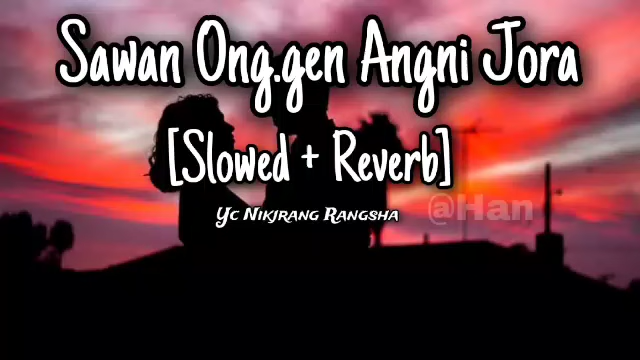 Sawan Ong.gen Angni Jora
[Slowed + Reverb]
Yc Nikjrang Rangsha
@Han